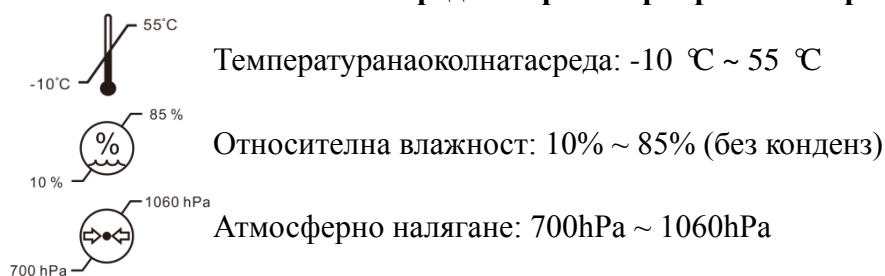 55°C
-10°C
Температуранаоколнатасреда: -10 ℃ ~ 55 ℃
85 %
%
10 %
Относителна влажност: 10% ~ 85% (без конденз)
1060 hPa
700 hPa
Атмосферно налягане: 700hPa ~ 1060hPa